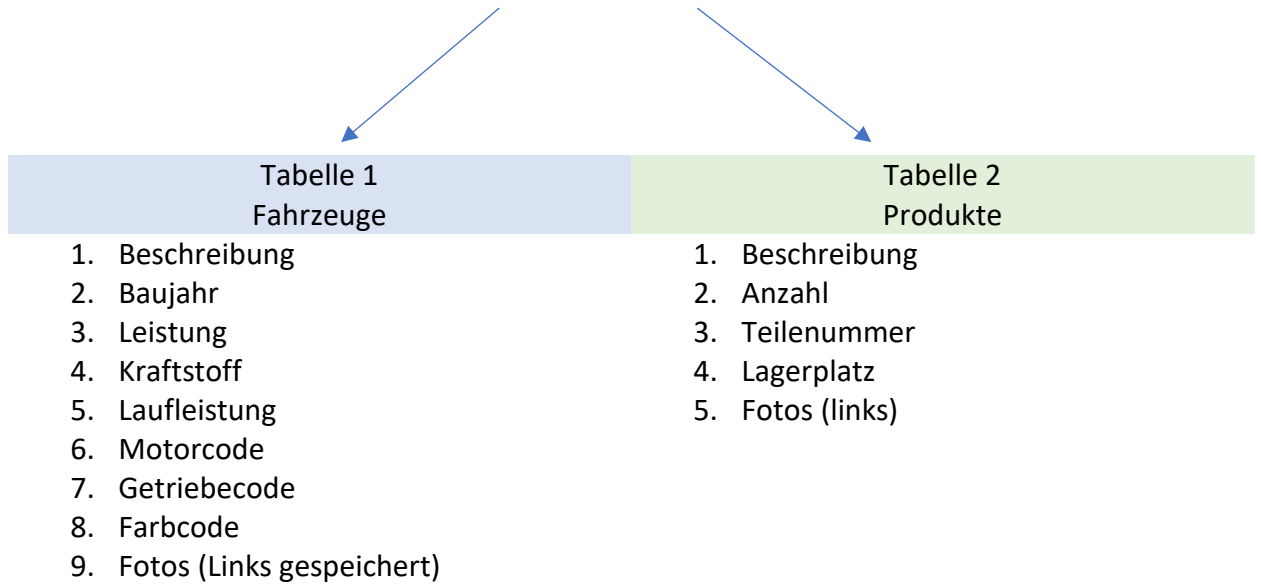 Tabelle 1
Fahrzeuge
1. Beschreibung
2. Baujahr
3. Leistung
4. Kraftstoff
5. Laufleistung
6. Motorcode
7. Getriebecode
8. Farbcode
9. Fotos (Links gespeichert)
Tabelle 2
Produkte
1. Beschreibung
2. Anzahl
3. Teilenummer
4. Lagerplatz
5. Fotos (links)